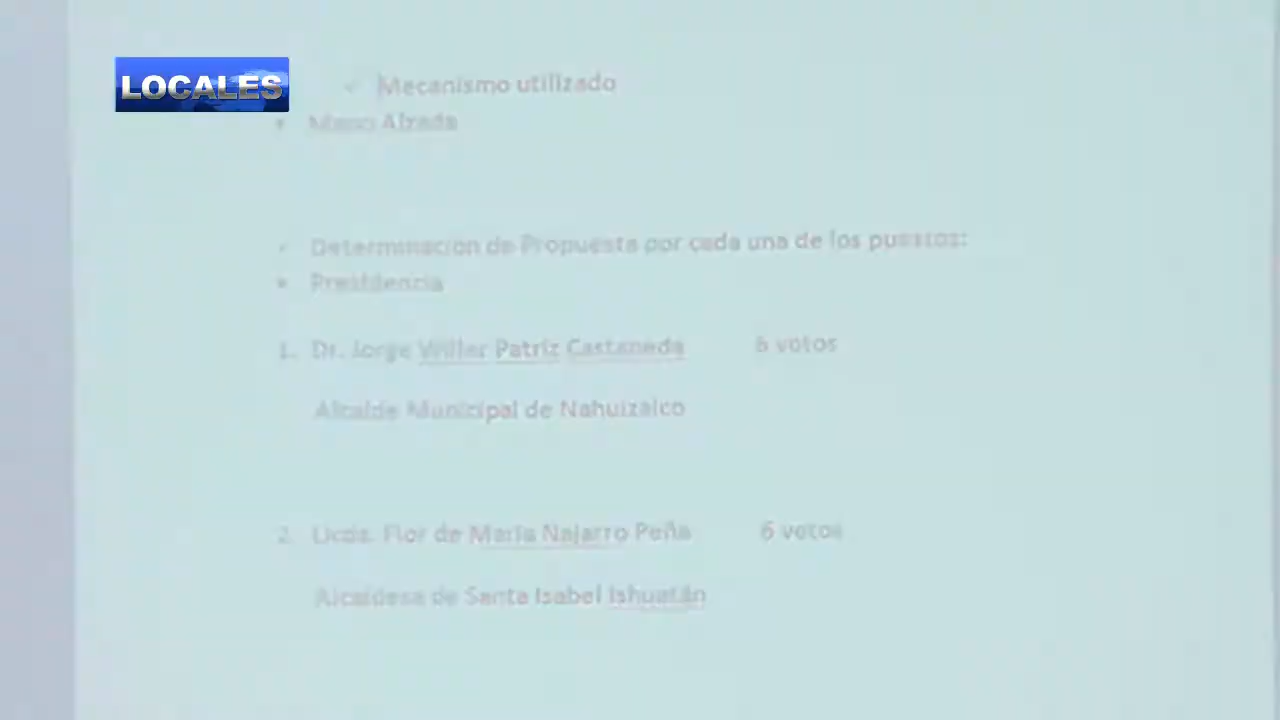 LOCALES
✓ Mecanismo utilizado
• Mano Alzada
✓ Determinación de Propuesta por cada una de los puestos:
• Presidencia
1. Dr. Jorge Willer Patriz Castaneda 6 votos
Alcalde Municipal de Nahuizalco
2. Licda. Flor de María Najarro Peña 6 votos
Alcaldesa de Santa Isabel Ishuatán